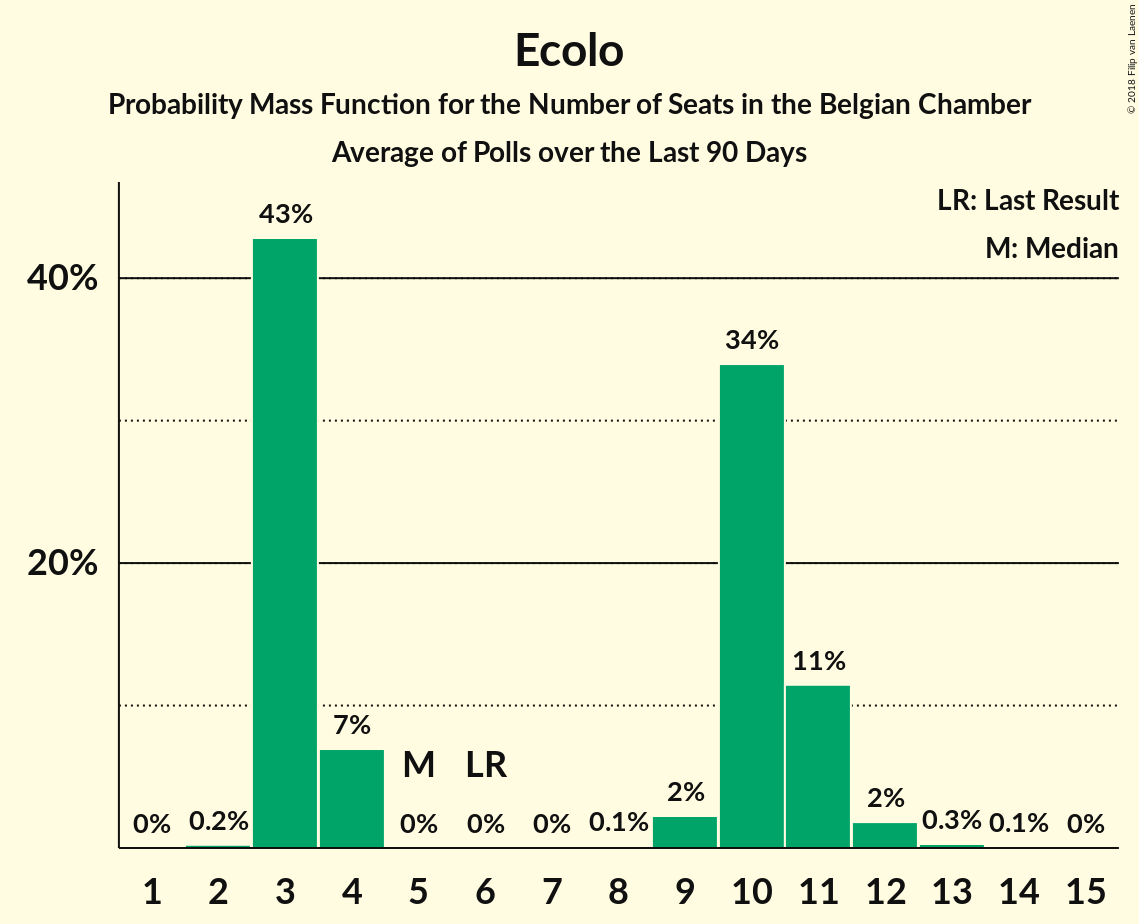 Ecolo
Probability Mass Function for the Number of Seats in the Belgian Chamber
Average of Polls over the Last 90 Days
© 2018 Filip van Laenen
LR: Last Result
M: Median
43%
40%
34%
20%
11%
7%
M LR
0% 0.2% 0% 0% 0% 0.1% 2% 2% 0.3% 0.1% 0%
1 2 3 4 5 6 7 8 9 10 11 12 13 14 15